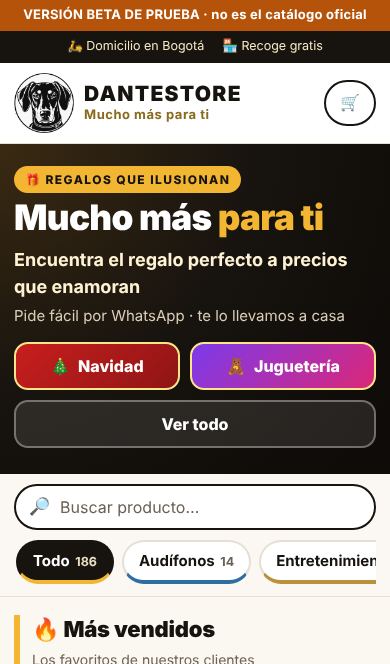 VERSIÓN BETA DE PRUEBA · no es el catálogo oficial
🛵 Domicilio en Bogotá 🏪 Recoge gratis
DANTESTORE
Mucho más para ti
🎁 REGALOS QUE ILUSIONAN
Mucho más para ti
Encuentra el regalo perfecto a precios
que enamoran
Pide fácil por WhatsApp · te lo llevamos a casa
🎄 Navidad
🧸 Juguetería
Ver todo
🔎 Buscar producto...
Todo 186
Audífonos 14
Entretenimien
🔥 Más vendidos
Los favoritos de nuestros clientes